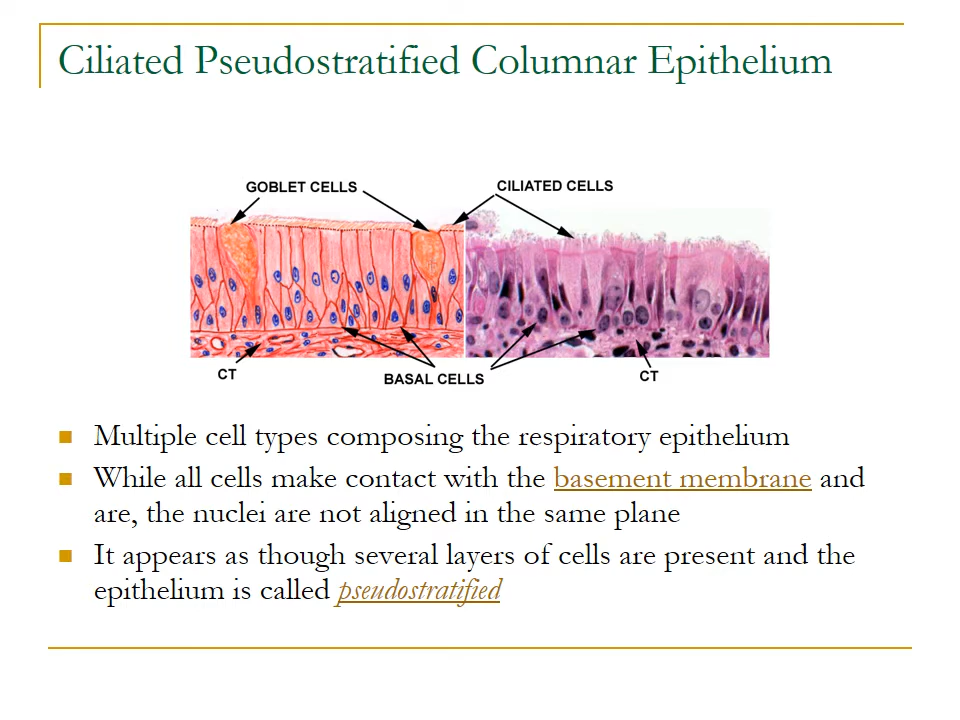 Ciliated Pseudostratified Columnar Epithelium
GOBLET CELLS
CILIATED CELLS
CT
BASAL CELLS
CT
Multiple cell types composing the respiratory epithelium
While all cells make contact with the basement membrane and
are, the nuclei are not aligned in the same plane
It appears as though several layers of cells are present and the
epithelium is called pseudostratified